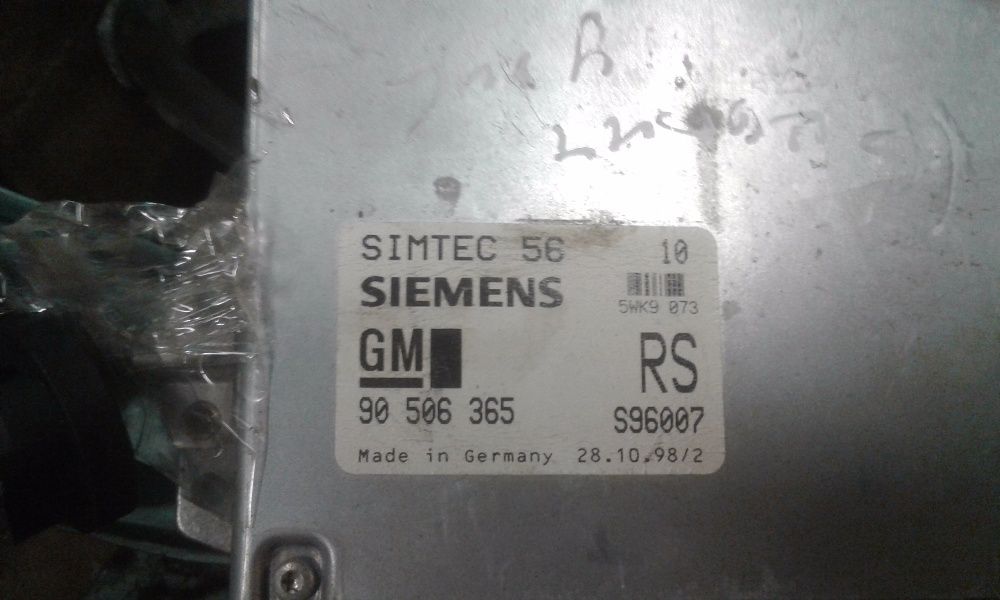 SIMTEC 56 10
SIEMENS
5WK9 073
GM RS
90 506 365 S96007
Made in Germany 28.10.98/2